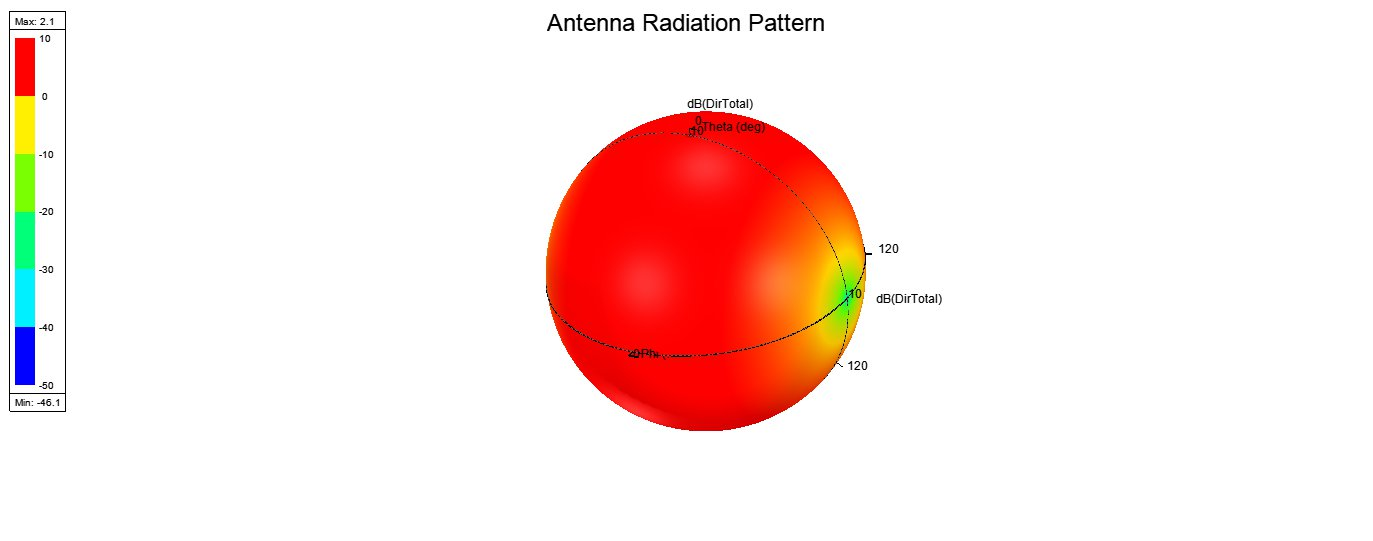 Antenna Radiation Pattern
Max: 2.1
10
0
-10
-20
-30
-40
-50
Min: -46.1
dB(DirTotal)
0
Theta (deg)
120
10
dB(DirTotal)
120